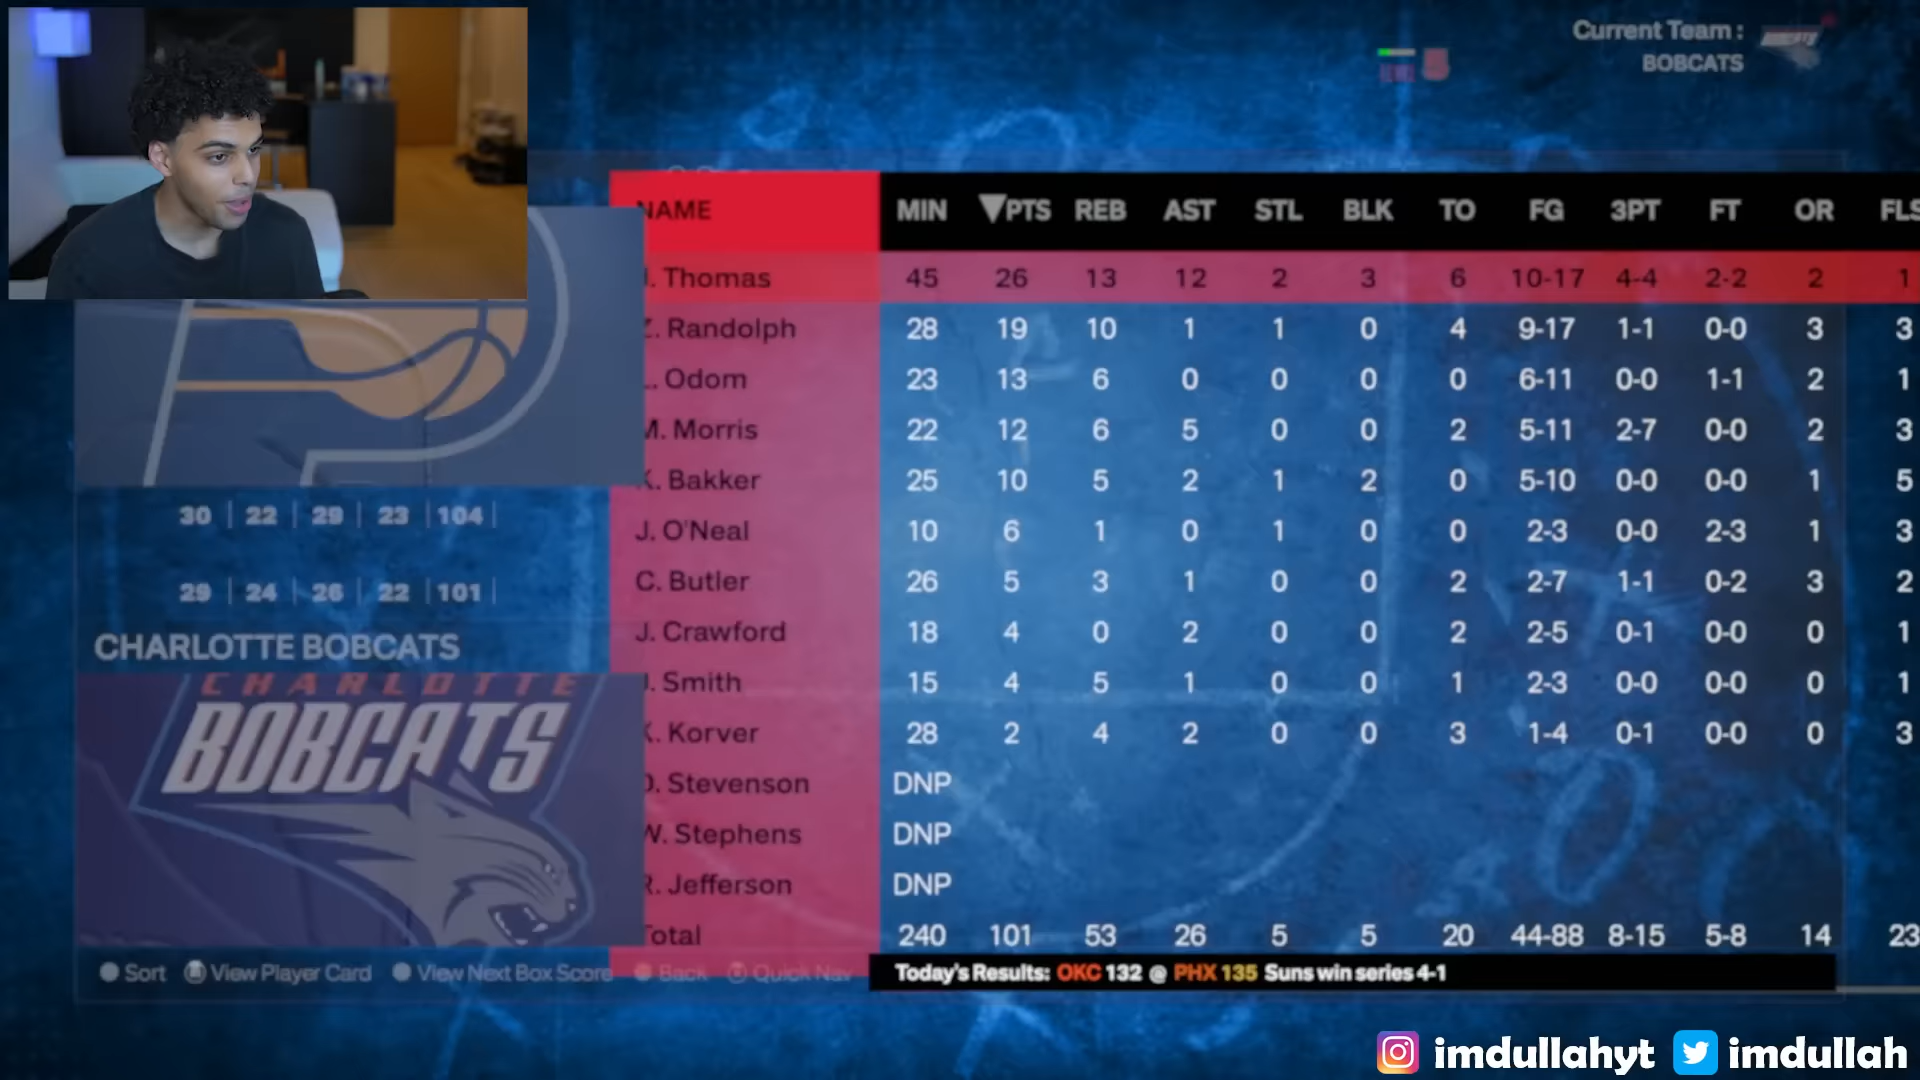 Current Team :
BOBCATS
NAME MIN PTS REB AST STL BLK TO FG 3PT FT OR FLS
Thomas 45 26 13 12 2 3 6 10-17 4-4 2-2 2 1
Z. Randolph 28 19 10 1 1 0 4 9-17 1-1 0-0 3 3
L. Odom 23 13 6 0 0 0 0 6-11 0-0 1-1 2 1
M. Morris 22 12 6 5 0 0 2 5-11 2-7 0-0 2 3
K. Bakker 25 10 5 2 1 2 0 5-10 0-0 0-0 1 5
J. O'Neal 10 6 1 0 1 0 0 2-3 0-0 2-3 1 3
C. Butler 26 5 3 1 0 0 2 2-7 1-1 0-2 3 2
J. Crawford 18 4 0 2 0 0 2 2-5 0-1 0-0 0 1
J. Smith 15 4 5 1 0 0 1 2-3 0-0 0-0 0 1
K. Korver 28 2 4 2 0 0 3 1-4 0-1 0-0 0 3
D. Stevenson DNP
W. Stephens DNP
R. Jefferson DNP
Total 240 101 53 26 5 5 20 44-88 8-15 5-8 14 23
30 22 29 23 104
29 24 26 22 101
CHARLOTTE BOBCATS
CHARLOTTE
BOBCATS
Sort View Player Card View Next Box Score Back Quick Nav
Today's Results: OKC 132 @ PHX 135 Suns win series 4-1
imdullahyt imdullah